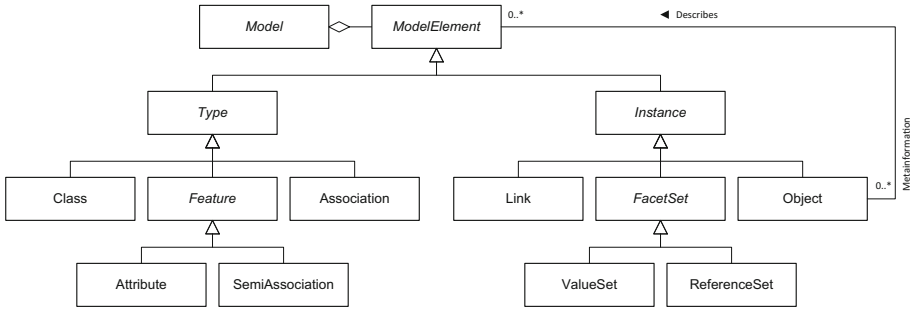 Model
ModelElement
0..*
◄ Describes
Type
Instance
Metainformation
Class
Feature
Association
Link
FacetSet
Object
0..*
Attribute
SemiAssociation
ValueSet
ReferenceSet